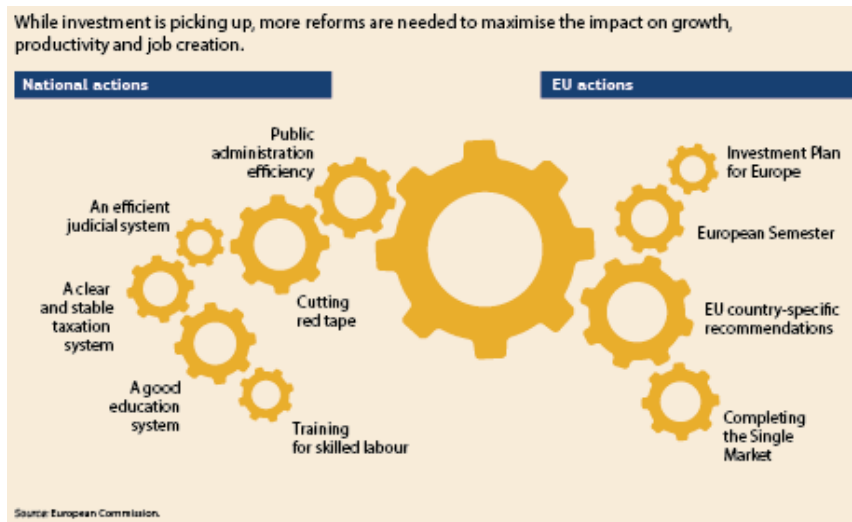 While investment is picking up, more reforms are needed to maximise the impact on growth,
productivity and job creation.
National actions
EU actions
Public
administration
efficiency
An efficient
judicial system
A clear
and stable
taxation
system
Cutting
red tape
A good
education
system
Training
for skilled labour
Investment Plan
for Europe
European Semester
EU country-specific
recommendations
Completing
the Single
Market
Source: European Commission.